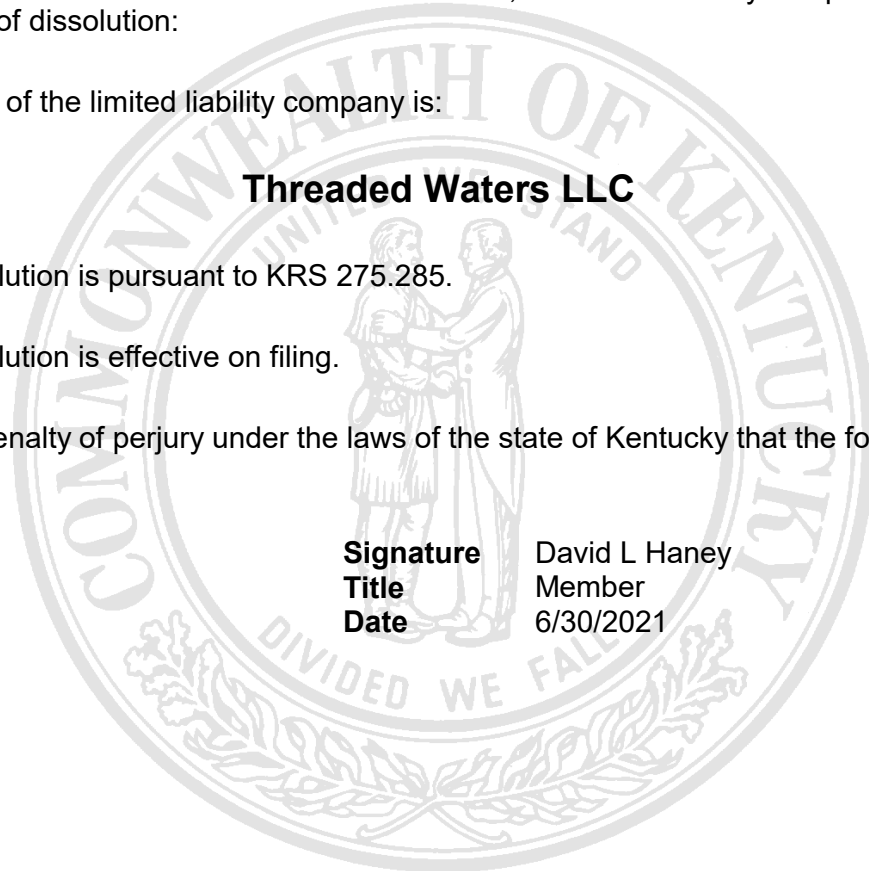 of dissolution:
of the limited liability company is:
Threaded Waters LLC
lution is pursuant to KRS 275.285.
lution is effective on filing.
enalty of perjury under the laws of the state of Kentucky that the fo
Signature David L Haney
Title Member
Date 6/30/2021
COMMONWEALTH OF KENTUCKY
UNITED WE STAND
DIVIDED WE FALL